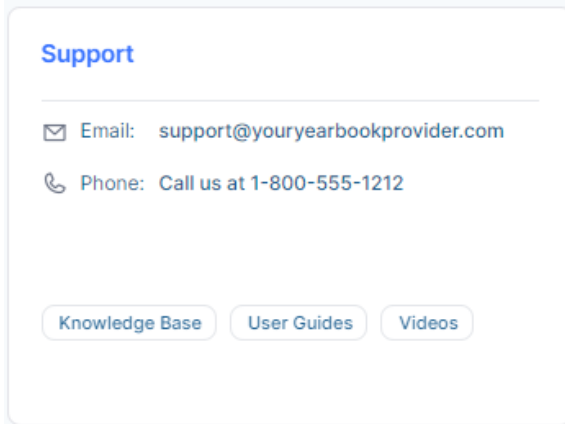 Support
Email: support@youryearbookprovider.com
Phone: Call us at 1-800-555-1212
Knowledge Base User Guides Videos